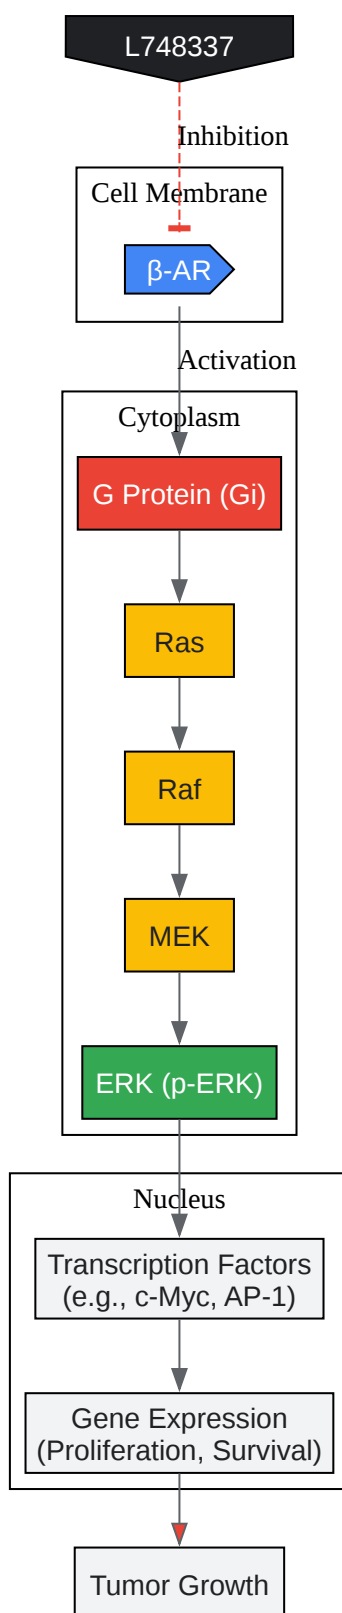 L748337
Inhibition
Cell Membrane
β-AR
Activation
Cytoplasm
G Protein (Gi)
Ras
Raf
MEK
ERK (p-ERK)
Nucleus
Transcription Factors
(e.g., c-Myc, AP-1)
Gene Expression
(Proliferation, Survival)
Tumor Growth